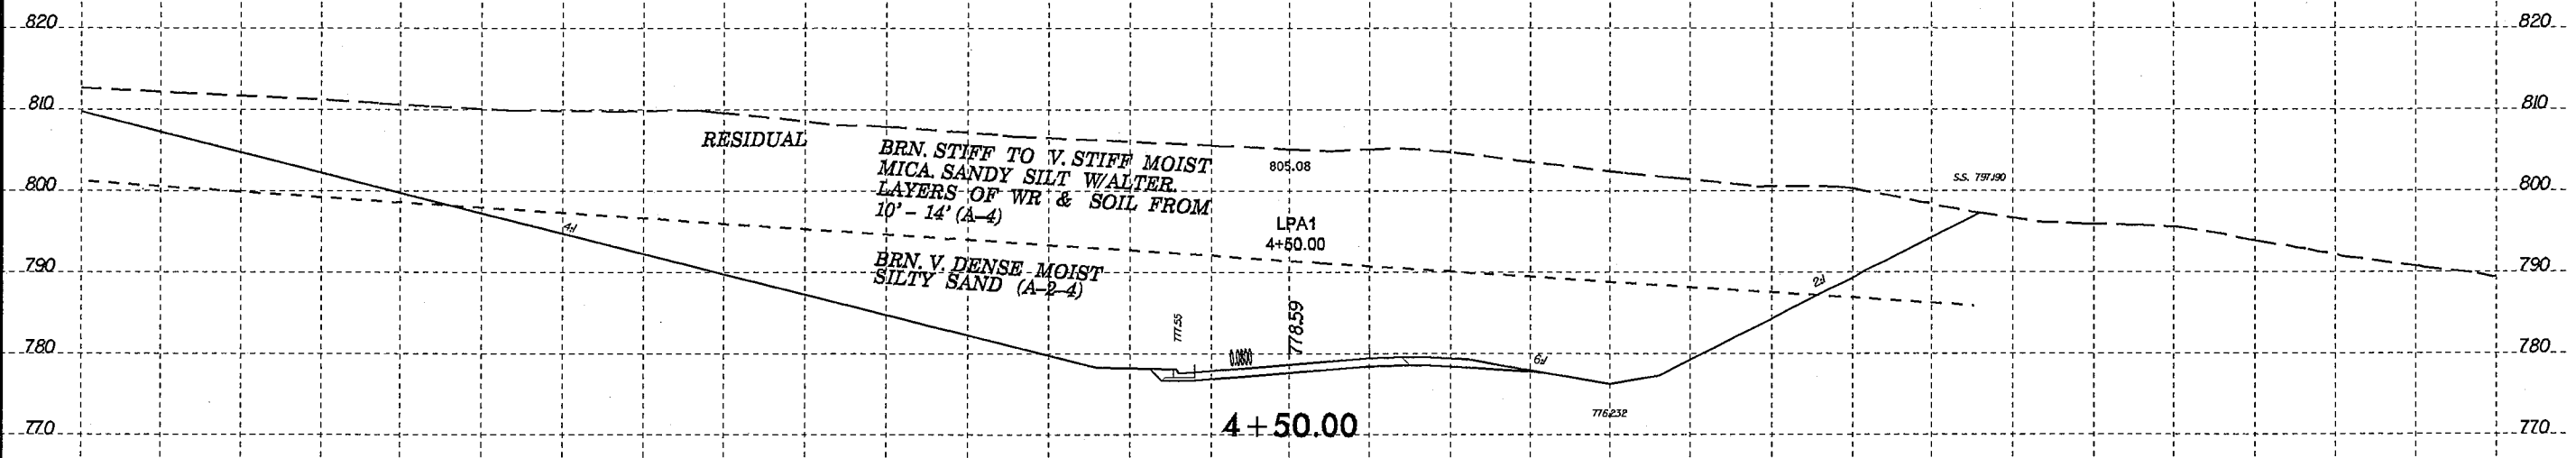 820 820
810 810
RESIDUAL
BRN. STIFF TO V. STIFF MOIST
MICA. SANDY SILT W/ALTER.
LAYERS OF WR & SOIL FROM
10' - 14' (A-4)
805.08
S.S. 797.190
800 800
LPA1
4+50.00
4:1
BRN. V. DENSE MOIST
SILTY SAND (A-2-4)
790 790
2:1
777.55
778.59
0.0800
6:1
780 780
776.232
4+50.00
770 770